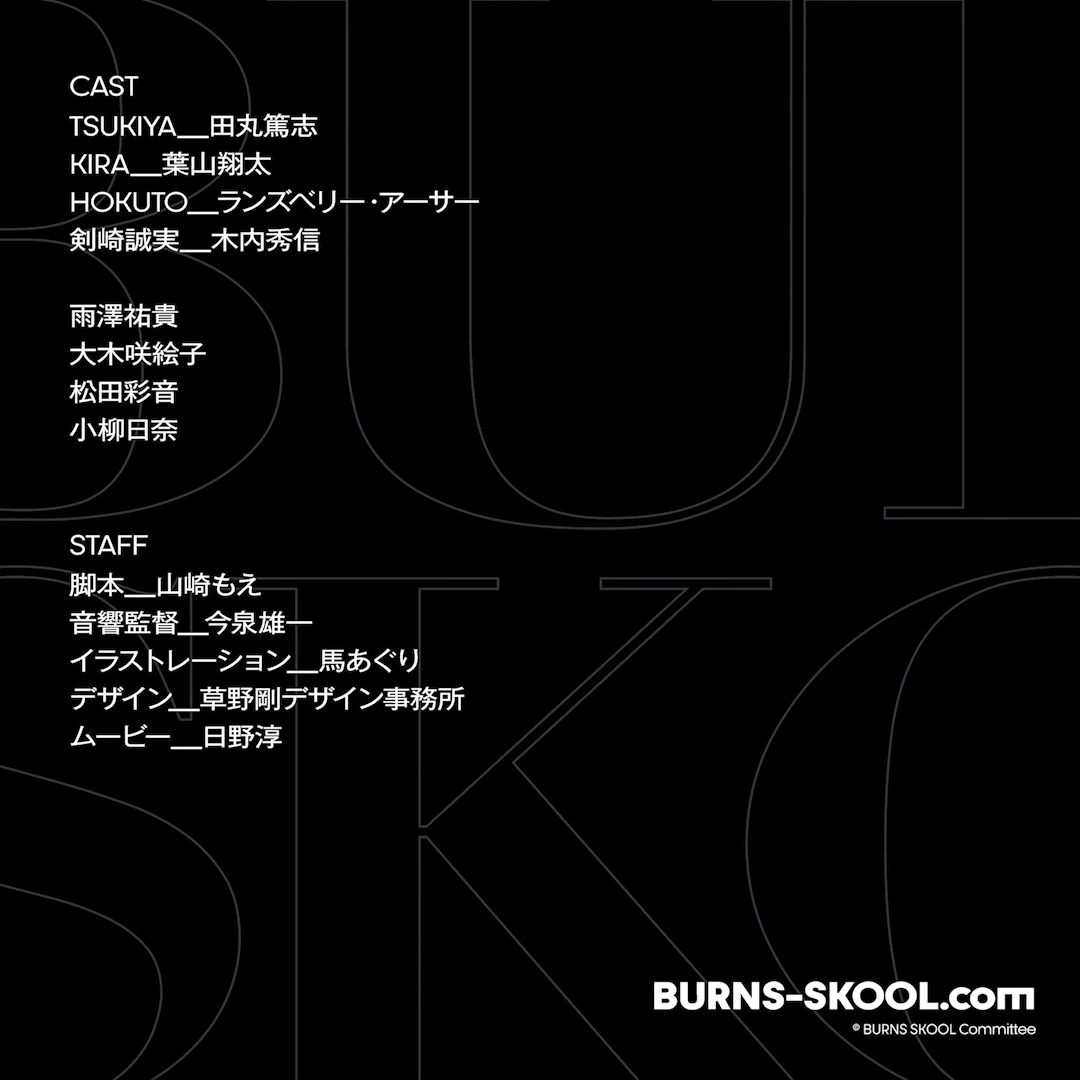 CAST
TSUKIYA__田丸篤志
KIRA__葉山翔太
HOKUTO__ランズベリー・アーサー
剣崎誠実__木内秀信
雨澤祐貴
大木咲絵子
松田彩音
小柳日奈
STAFF
脚本__山崎もえ
音響監督__今泉雄一
イラストレーション__馬あぐり
デザイン__草野剛デザイン事務所
ムービー__日野淳
BURNS-SKOOL.com
© BURNS SKOOL Committee